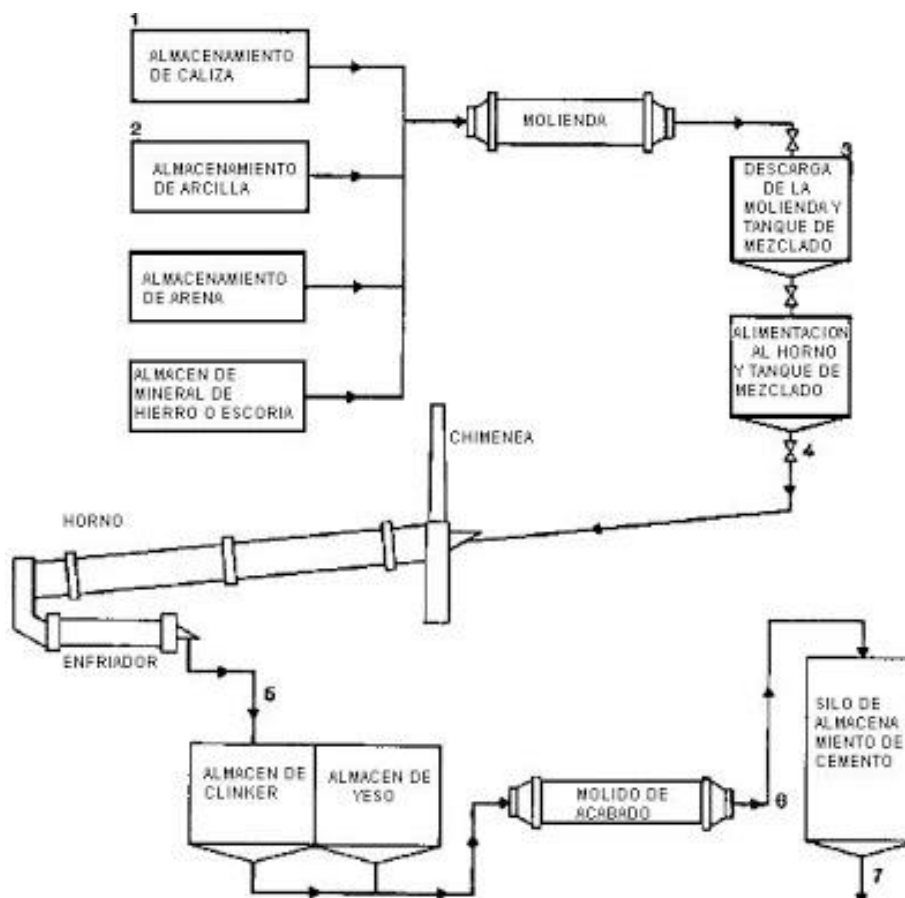 1
ALMACENAMIENTO
DE CALIZA
2
ALMACENAMIENTO
DE ARCILLA
ALMACENAMIENTO
DE ARENA
ALMACEN DE
MINERAL DE
HIERRO O ESCORIA
MOLIENDA
3
DESCARGA
DE LA
MOLIENDA Y
TANQUE DE
MEZCLADO
ALIMENTACION
AL HORNO
Y TANQUE DE
MEZCLADO
4
CHIMENEA
HORNO
ENFRIADOR
5
ALMACEN DE
CLINKER
ALMACEN DE
YESO
MOLIDO DE
ACABADO
6
SILO DE
ALMACENA
MIENTO DE
CEMENTO
7